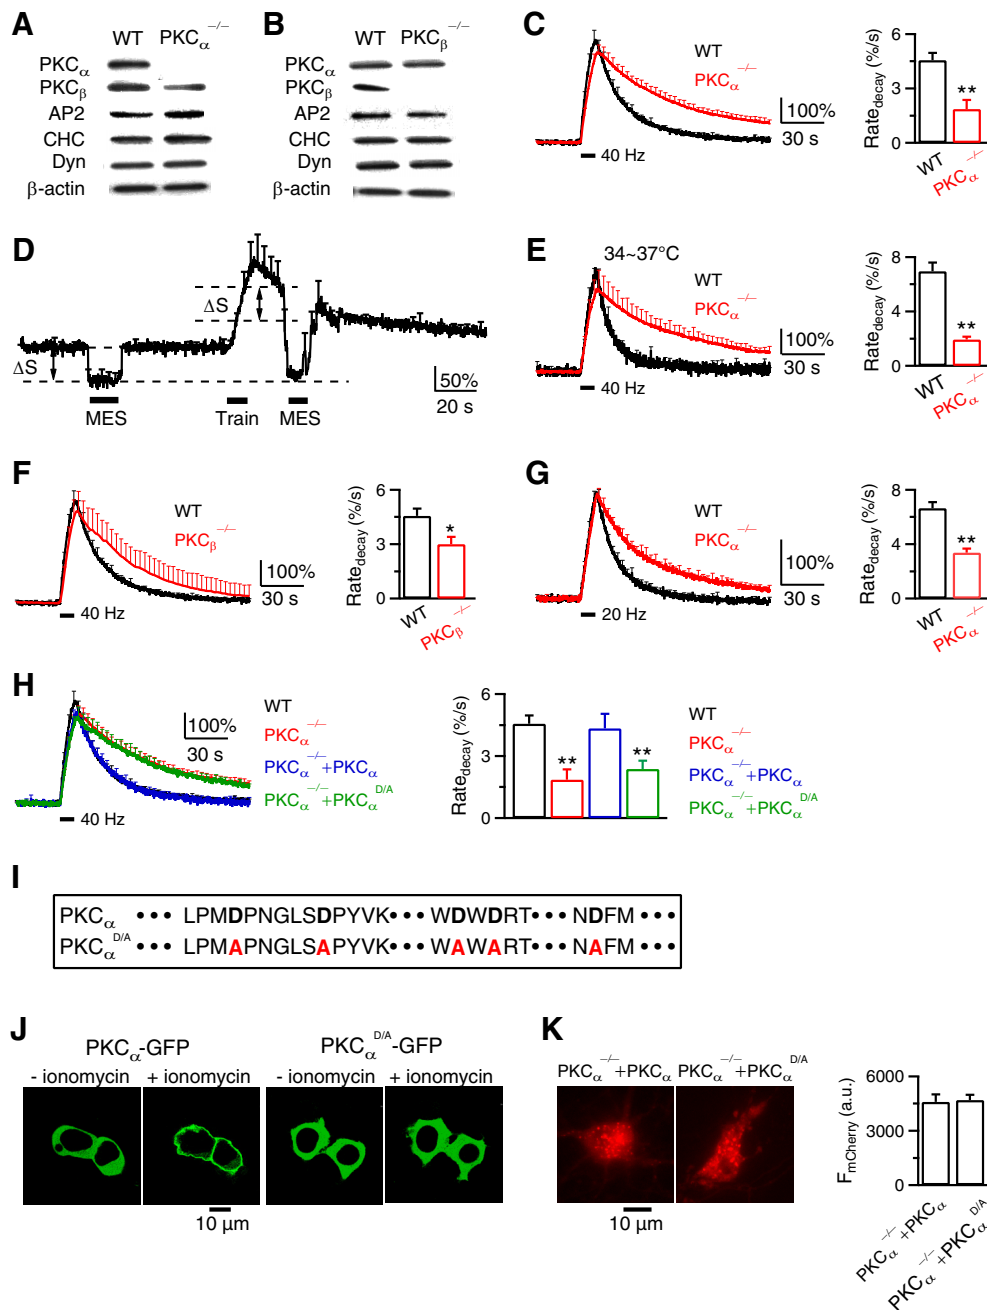 A
WT PKCα−/−
PKCα
PKCβ
AP2
CHC
Dyn
β-actin
B
WT PKCβ−/−
PKCα
PKCβ
AP2
CHC
Dyn
β-actin
C
WT
PKCα−/−
100%
30 s
40 Hz
Ratedecay (%/s)
6
3
0
**
WT
PKCα−/−
D
ΔS
ΔS
MES
Train
MES
50%
20 s
E
34~37°C
WT
PKCα−/−
100%
30 s
40 Hz
Ratedecay (%/s)
8
4
0
**
WT
PKCα−/−
F
WT
PKCβ−/−
100%
30 s
40 Hz
Ratedecay (%/s)
6
3
0
*
WT
PKCβ−/−
G
WT
PKCα−/−
100%
30 s
20 Hz
Ratedecay (%/s)
8
4
0
**
WT
PKCα−/−
H
100%
30 s
40 Hz
WT
PKCα−/−
PKCα−/−+PKCα
PKCα−/−+PKCαD/A
Ratedecay (%/s)
6
3
0
**
**
WT
PKCα−/−
PKCα−/−+PKCα
PKCα−/−+PKCαD/A
I
PKCα ••• LPMDPNGLSDPYVK••• WDWDRT••• NDFM •••
PKCαD/A ••• LPMAPNGLSAPYVK••• WAWART••• NAFM •••
J
PKCα-GFP
PKCαD/A-GFP
- ionomycin + ionomycin - ionomycin + ionomycin
10 µm
K
PKCα−/−+PKCα PKCα−/−+PKCαD/A
10 µm
FmCherry (a.u.)
6000
3000
0
PKCα−/−+PKCα
PKCα−/−+PKCαD/A